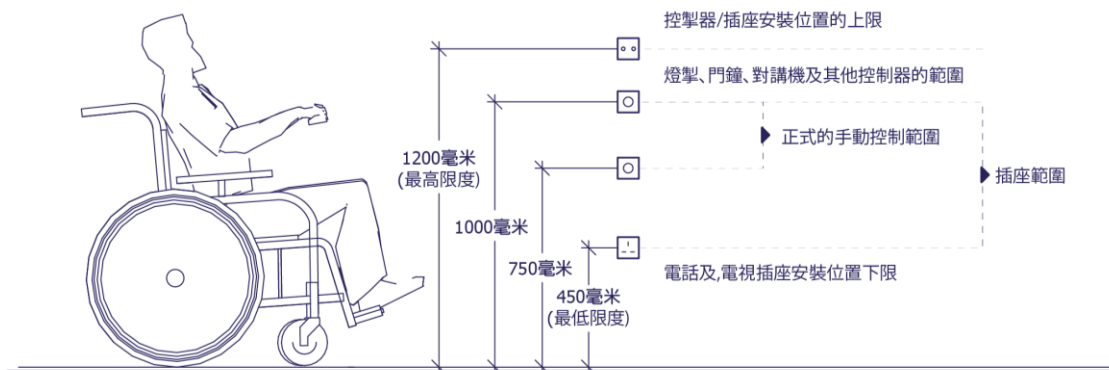 控掣器/插座安裝位置的上限
燈掣、門鐘、對講機及其他控制器的範圍
正式的手動控制範圍
1200毫米
(最高限度)
插座範圍
1000毫米
750毫米
電話及,電視插座安裝位置下限
450毫米
(最低限度)